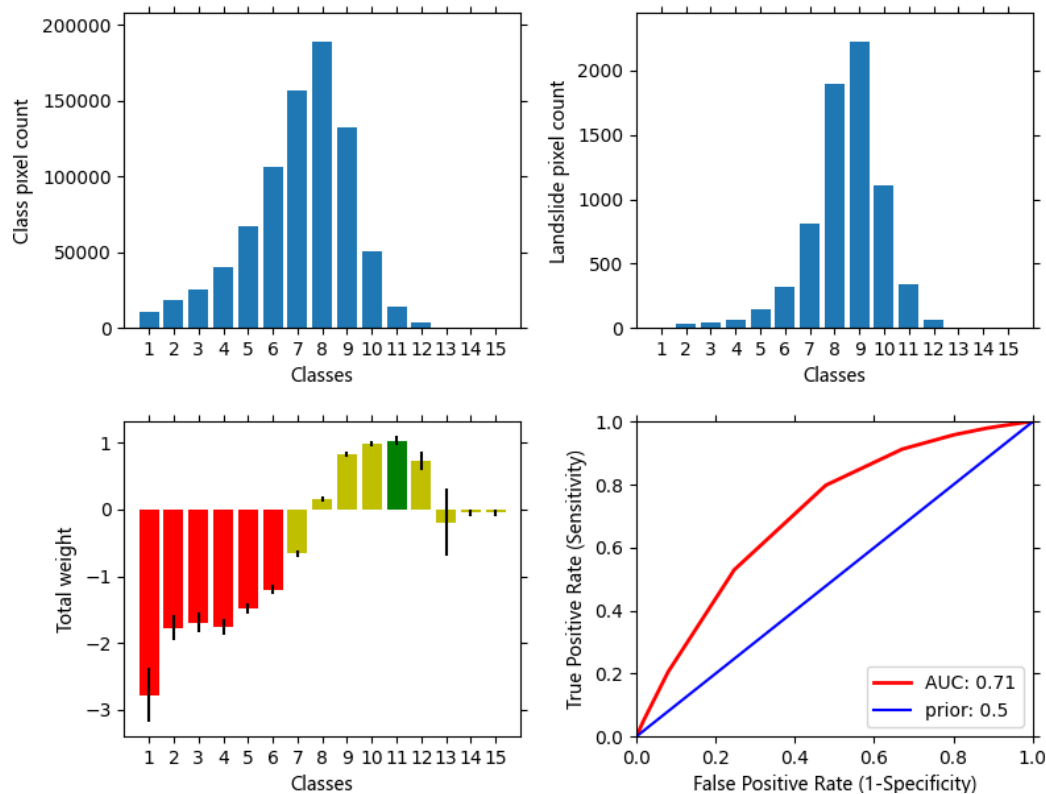 200000
150000
100000
50000
0
Class pixel count
1 2 3 4 5 6 7 8 9 10 11 12 13 14 15
Classes
2000
1500
1000
500
0
Landslide pixel count
1 2 3 4 5 6 7 8 9 10 11 12 13 14 15
Classes
1
0
−1
−2
−3
Total weight
1 2 3 4 5 6 7 8 9 10 11 12 13 14 15
Classes
1.0
0.8
0.6
0.4
0.2
0.0
True Positive Rate (Sensitivity)
AUC: 0.71
prior: 0.5
0.0 0.2 0.4 0.6 0.8 1.0
False Positive Rate (1-Specificity)